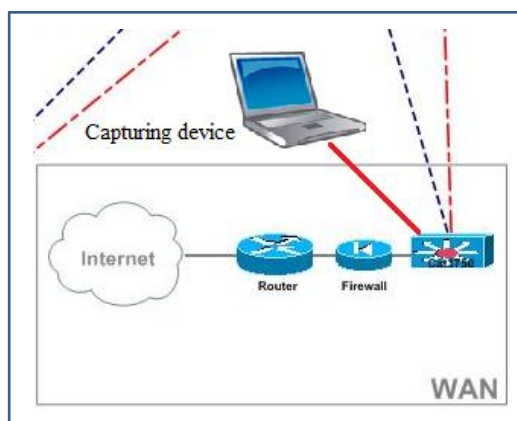 Capturing device
Internet
Router
Firewall
Cat3750
WAN